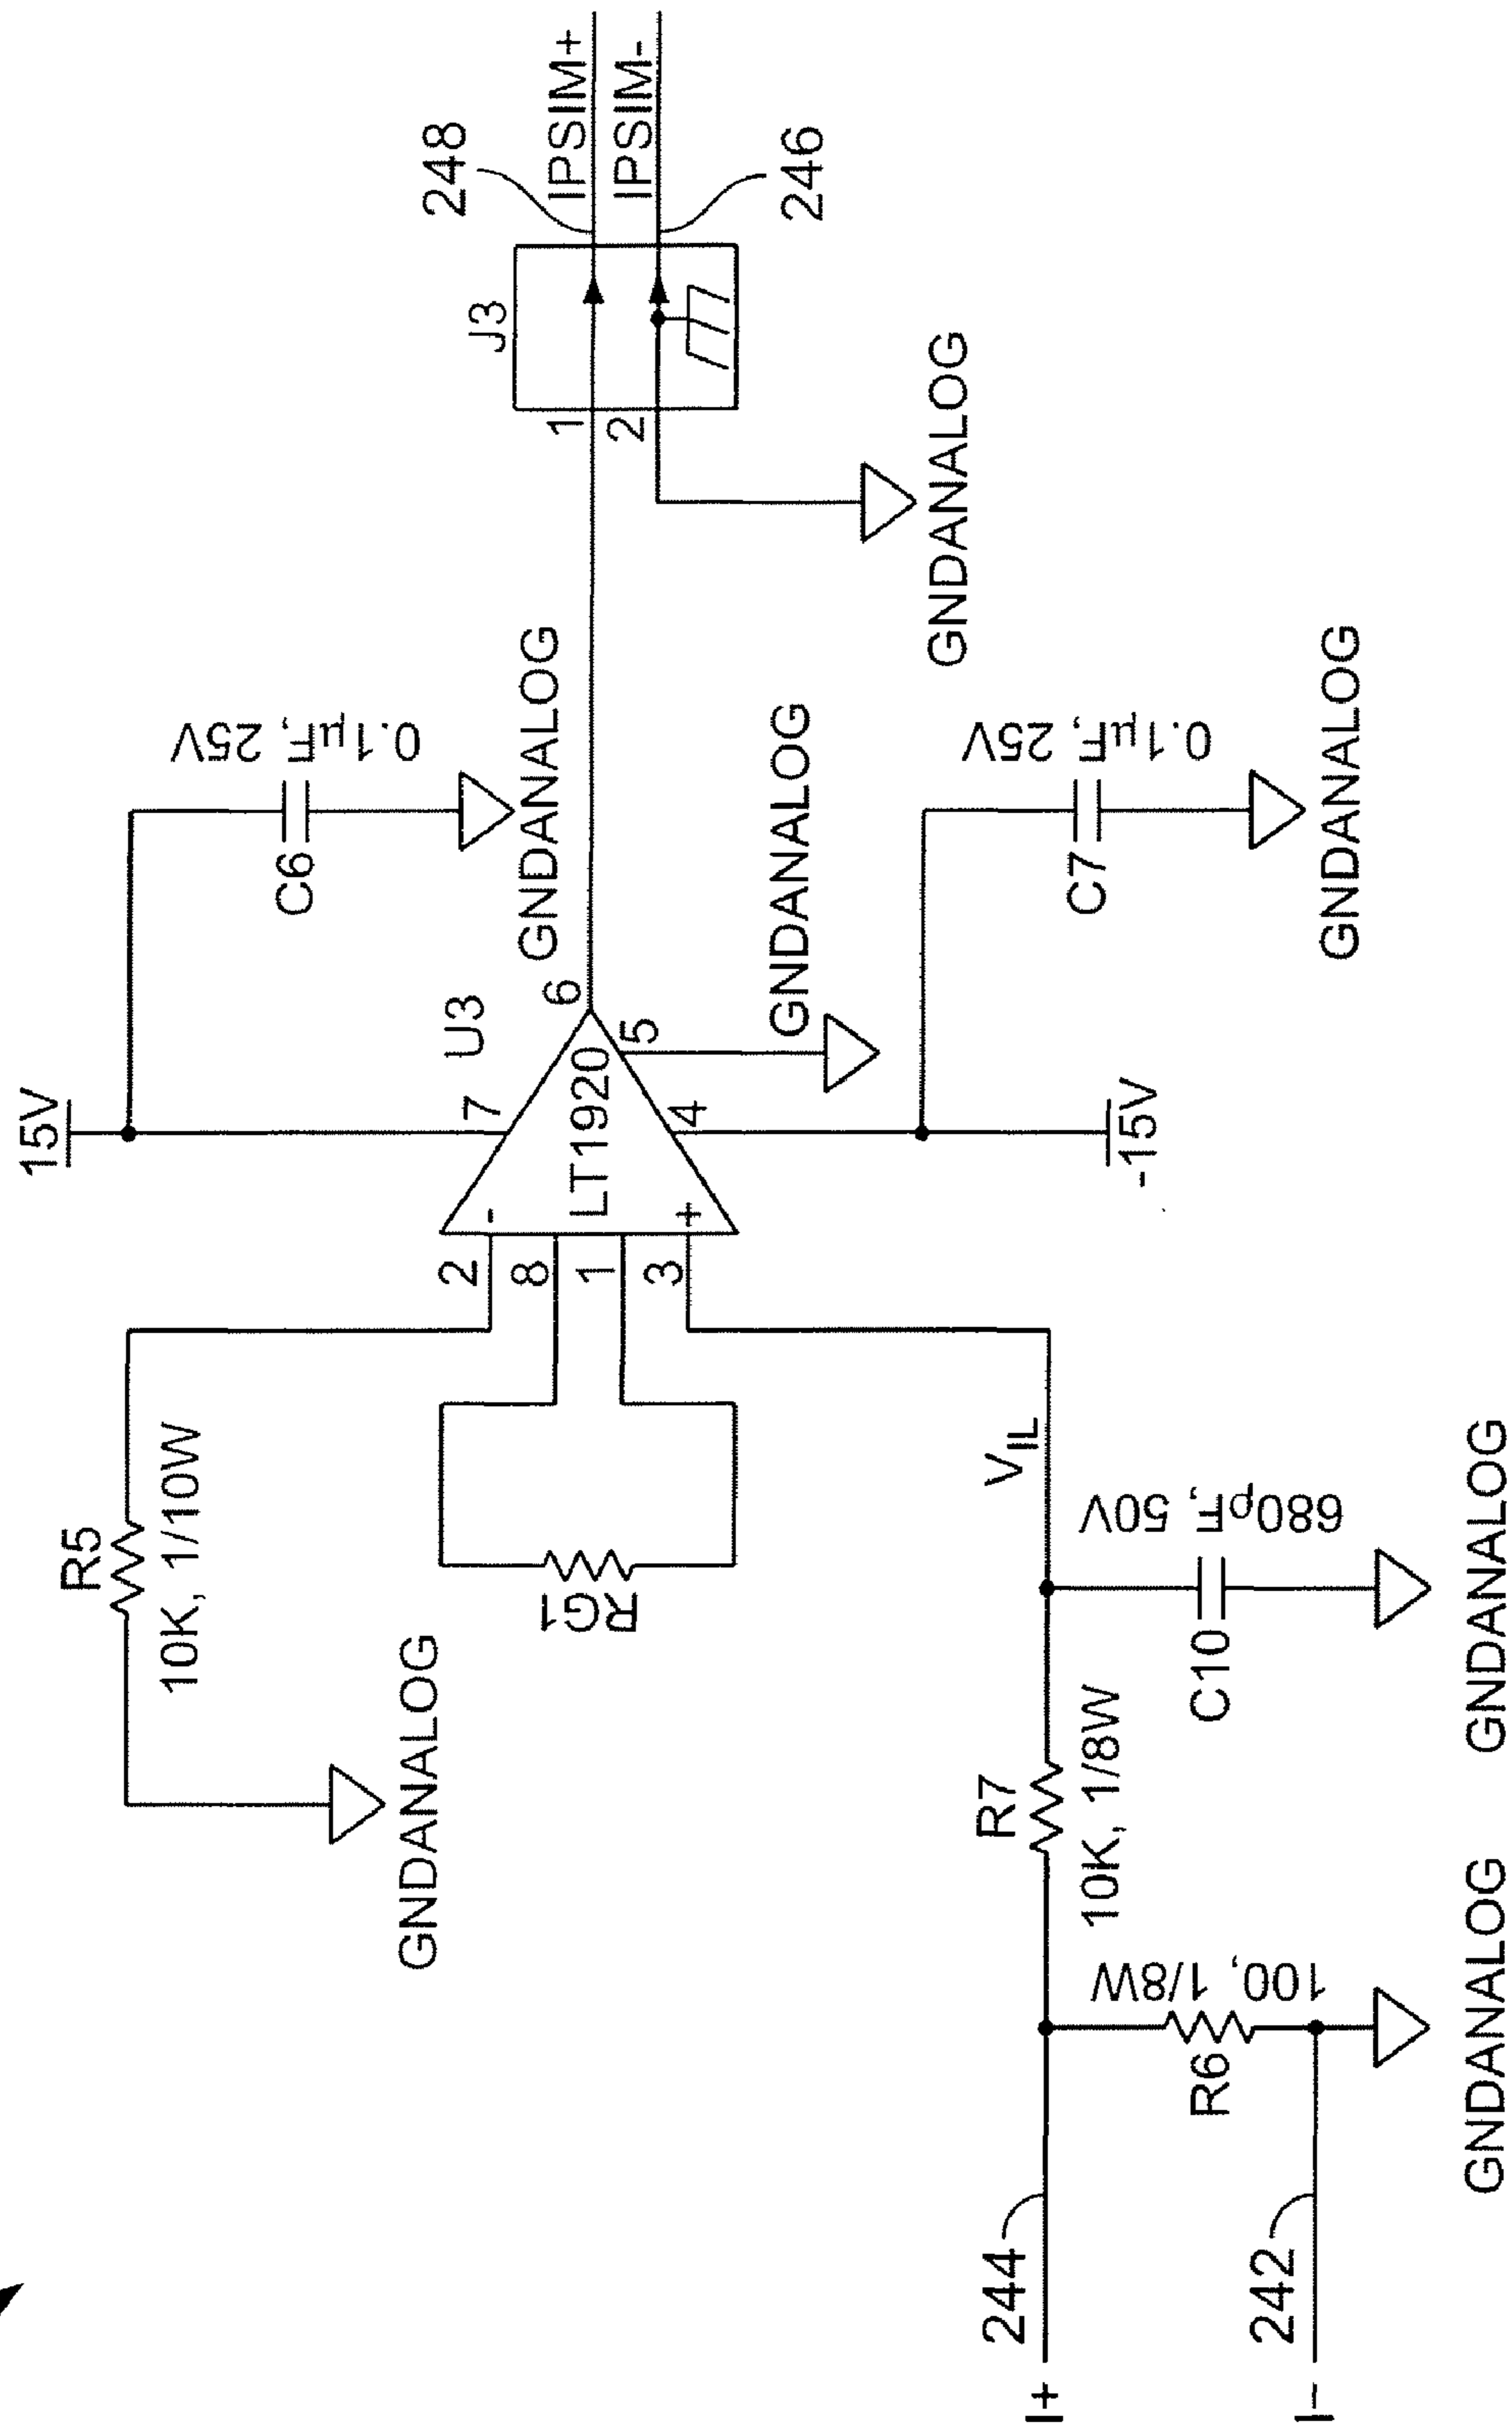 15V
C6
0.1µF, 25V
GNDANALOG
R5
10K, 1/10W
GNDANALOG
U3
7
2
-
8
1
3
+
LT1920
6
5
4
GNDANALOG
RG1
J3
1
2
248
IPSIM+
IPSIM-
246
GNDANALOG
-15V
C7
0.1µF, 25V
GNDANALOG
I+
244
R7
10K, 1/8W
VIL
C10
680pF, 50V
GNDANALOG
R6
100, 1/8W
I-
242
GNDANALOG